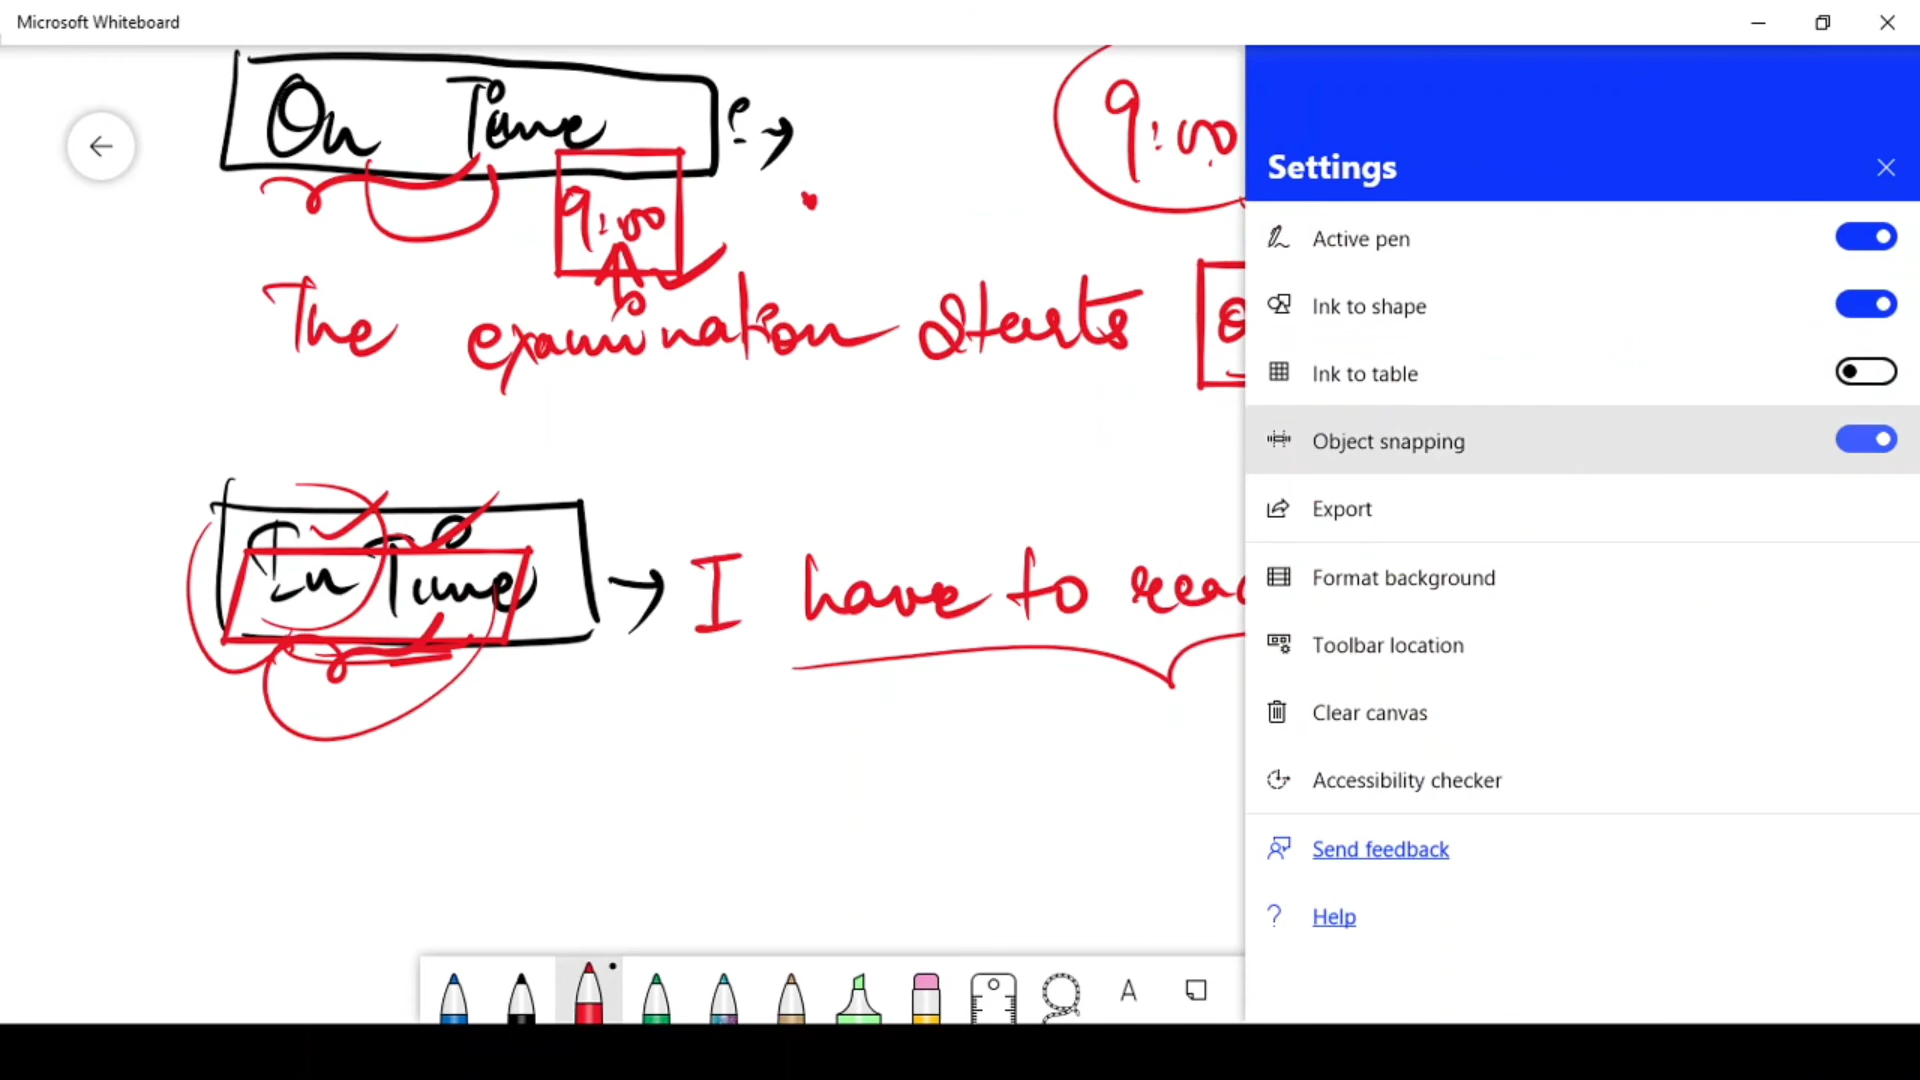 Microsoft Whiteboard
On Time :→
9:00
9:00
The examination starts
In Time → I have to reac
Settings
Active pen
Ink to shape
Ink to table
Object snapping
Export
Format background
Toolbar location
Clear canvas
Accessibility checker
Send feedback
? Help
A